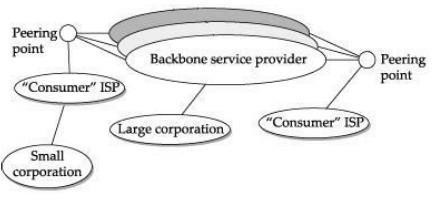 Peering
point
Backbone service provider
Peering
point
“Consumer” ISP
Large corporation
“Consumer” ISP
Small
corporation